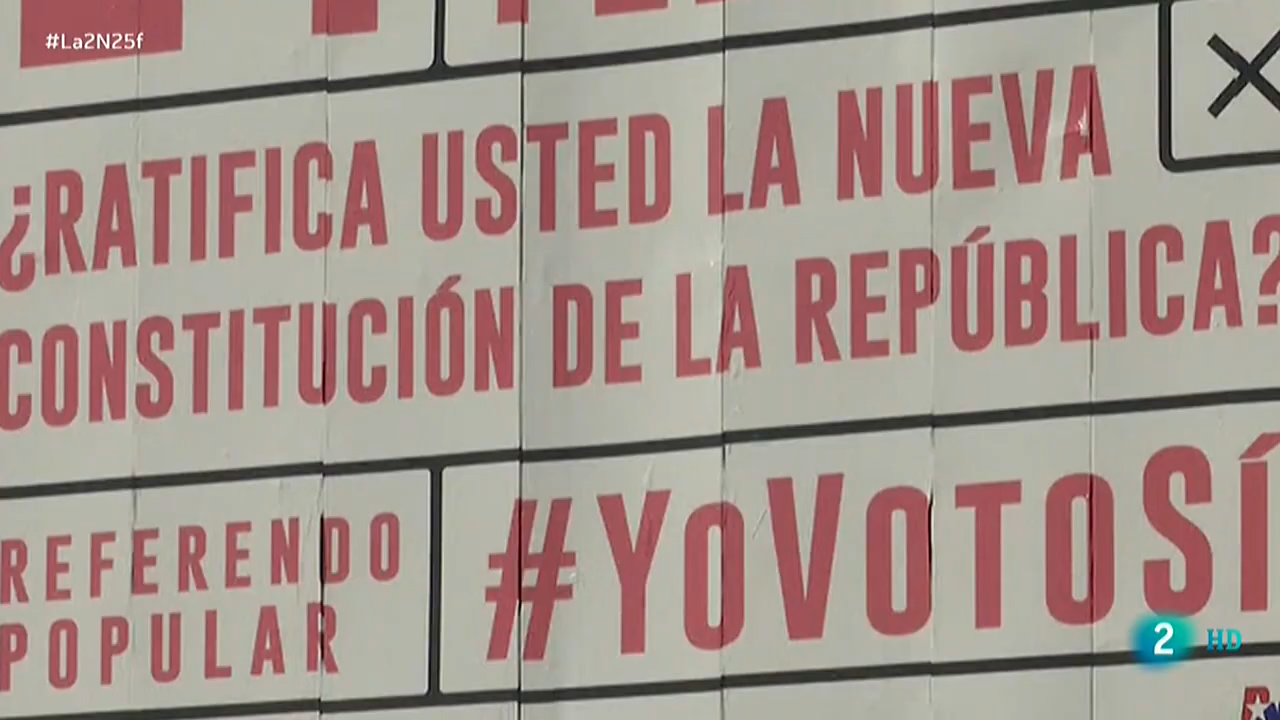 #La2N25f
¿RATIFICA USTED LA NUEVA
CONSTITUCIÓN DE LA REPÚBLICA?
REFERENDO
POPULAR
#YoVoToSÍ
2 HD